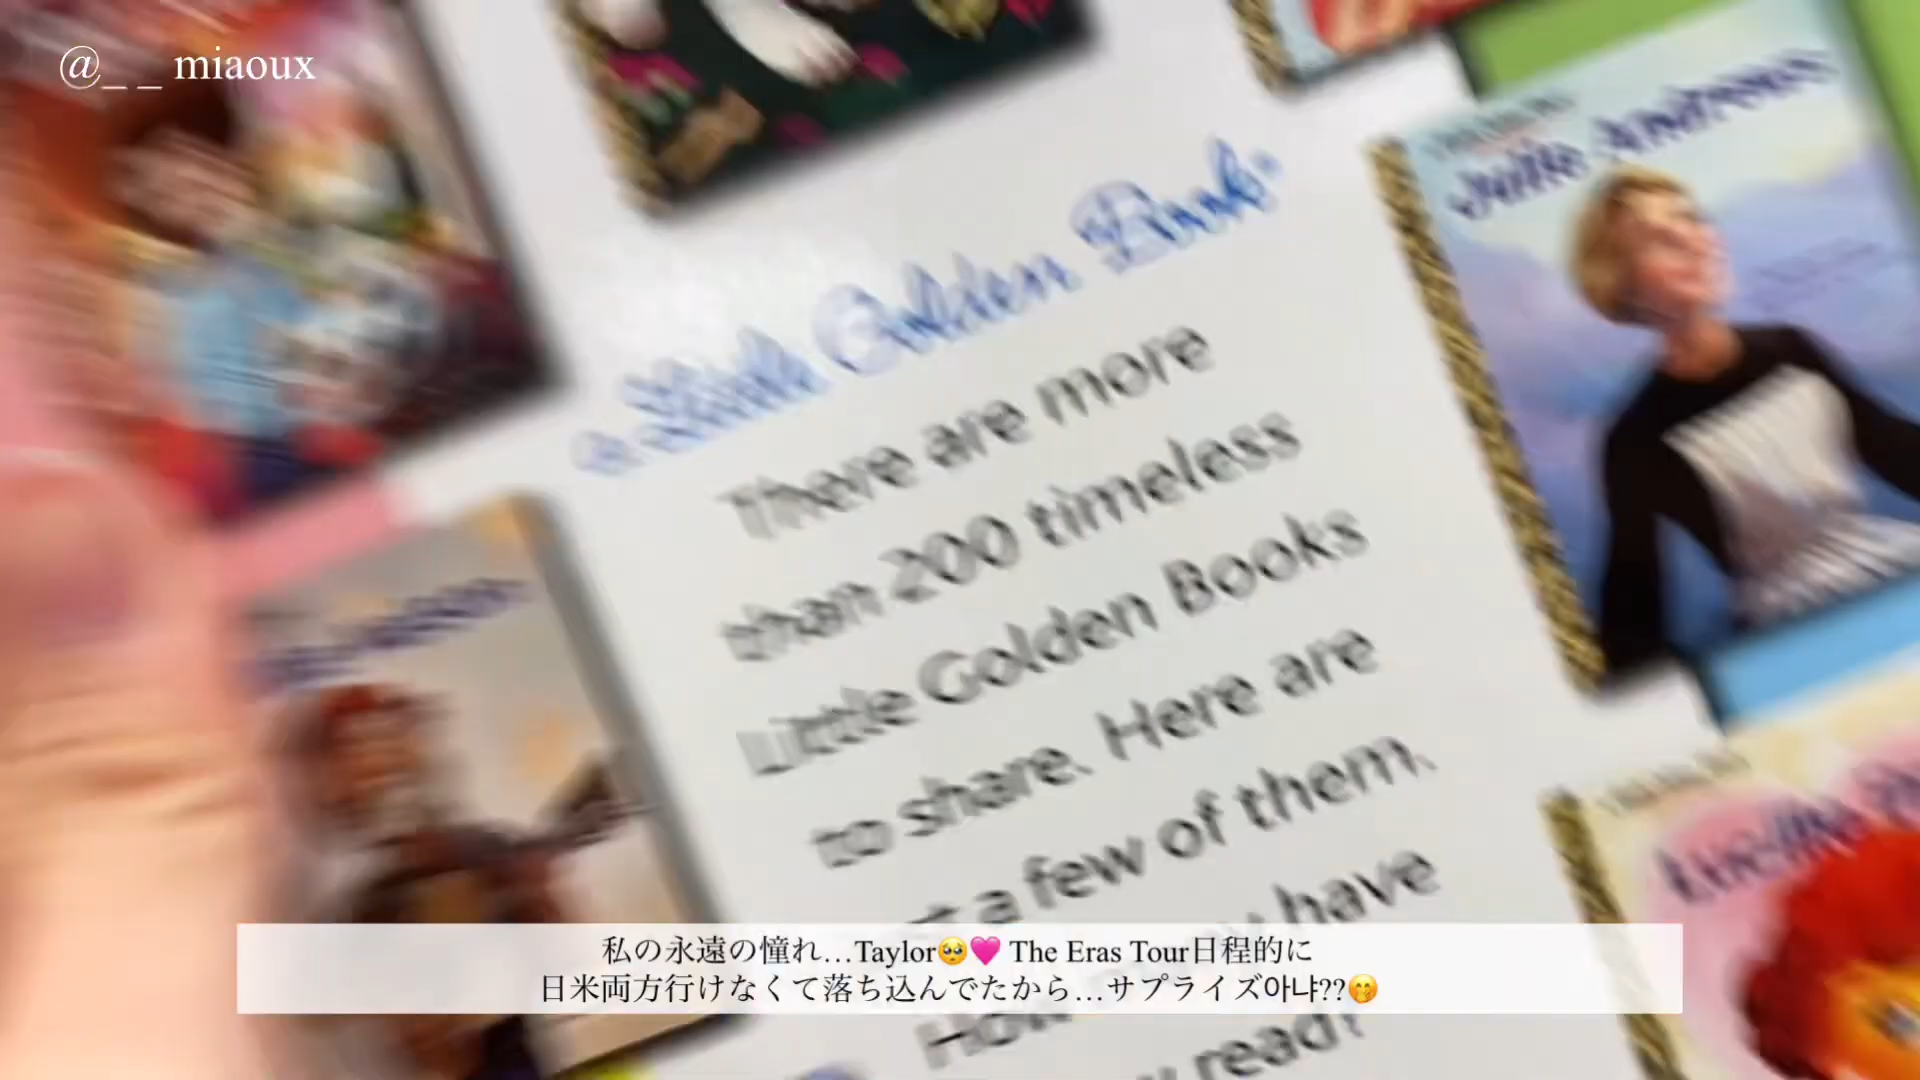 @_ _ miaoux
Julie Andrews
a Little Golden Book®
There are more
than 200 timeless
Little Golden Books
to share. Here are
a few of them.
have
read?
私の永遠の憧れ…Taylor🥺🩷 The Eras Tour日程的に
日米両方行けなくて落ち込んでたから…サプライズ아냐??🤭